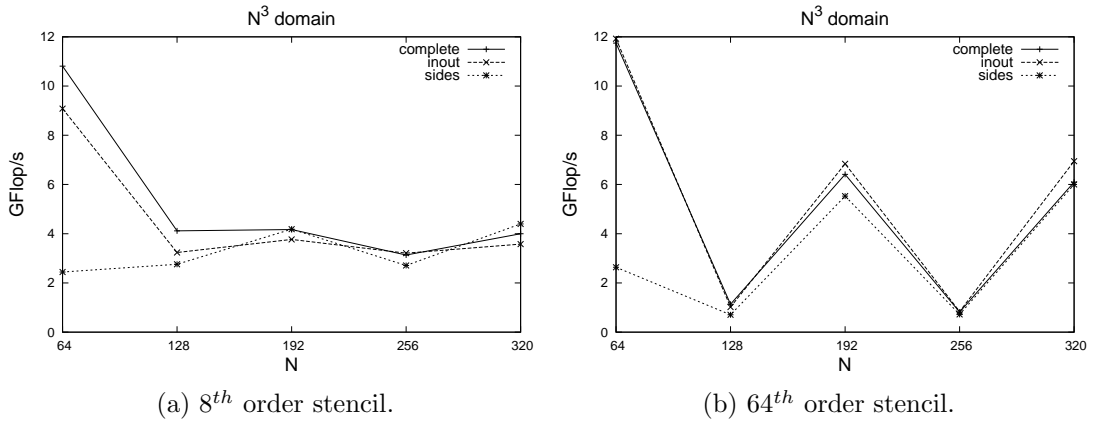 N³ domain
12
10
8
6
4
2
0
GFlop/s
complete
inout
sides
64
128
192
256
320
N
(a) 8ᵗʰ order stencil.
N³ domain
12
10
8
6
4
2
0
GFlop/s
complete
inout
sides
64
128
192
256
320
N
(b) 64ᵗʰ order stencil.